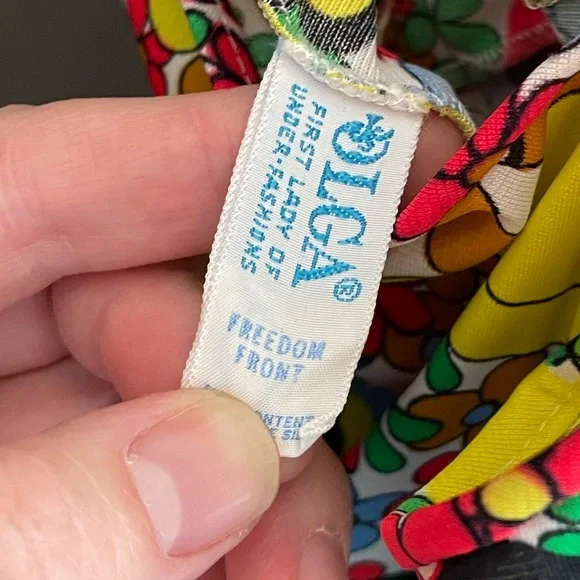 OLGA®
FIRST LADY OF
UNDER-FASHIONS
FREEDOM
FRONT